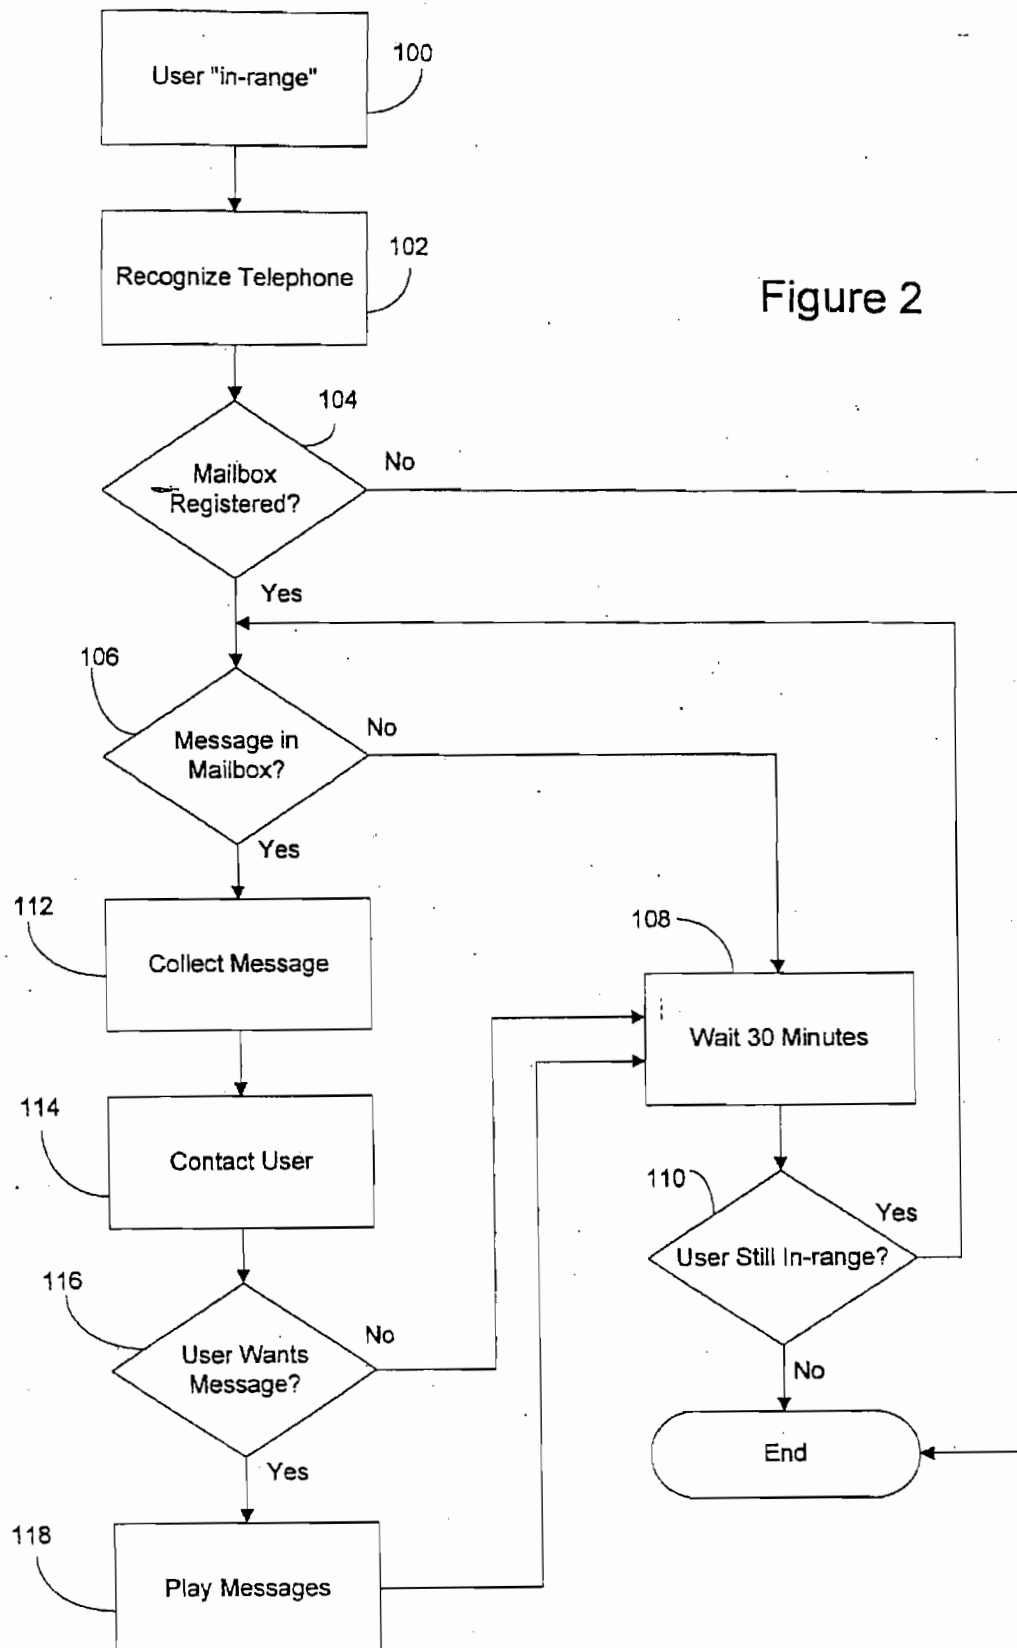 User "in-range"
100
Recognize Telephone
102
Figure 2
104
Mailbox
Registered?
No
Yes
106
Message in
Mailbox?
No
Yes
112
Collect Message
108
Wait 30 Minutes
114
Contact User
110
User Still In-range?
Yes
116
User Wants
Message?
No
No
End
Yes
118
Play Messages